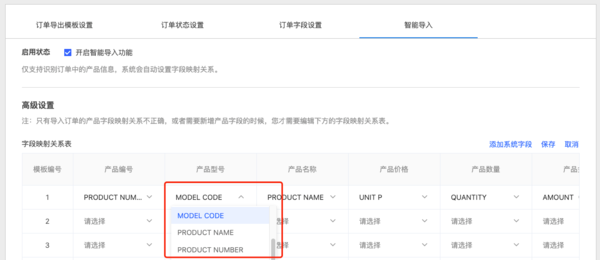 订单导出模板设置 订单状态设置 订单字段设置 智能导入
启用状态 开启智能导入功能
仅支持识别订单中的产品信息，系统会自动设置字段映射关系。
高级设置
注：只有导入订单的产品字段映射关系不正确，或者需要新增产品字段的时候，您才需要编辑下方的字段映射关系表。
字段映射关系表 添加系统字段 保存 取消
模板编号 产品编号 产品型号 产品名称 产品价格 产品数量
1 PRODUCT NUM... MODEL CODE PRODUCT NAME UNIT P QUANTITY AMOUNT
MODEL CODE
2 请选择 请选择 请选择 请选择 请选择
PRODUCT NAME
3 请选择 请选择 请选择 请选择 请选择
PRODUCT NUMBER